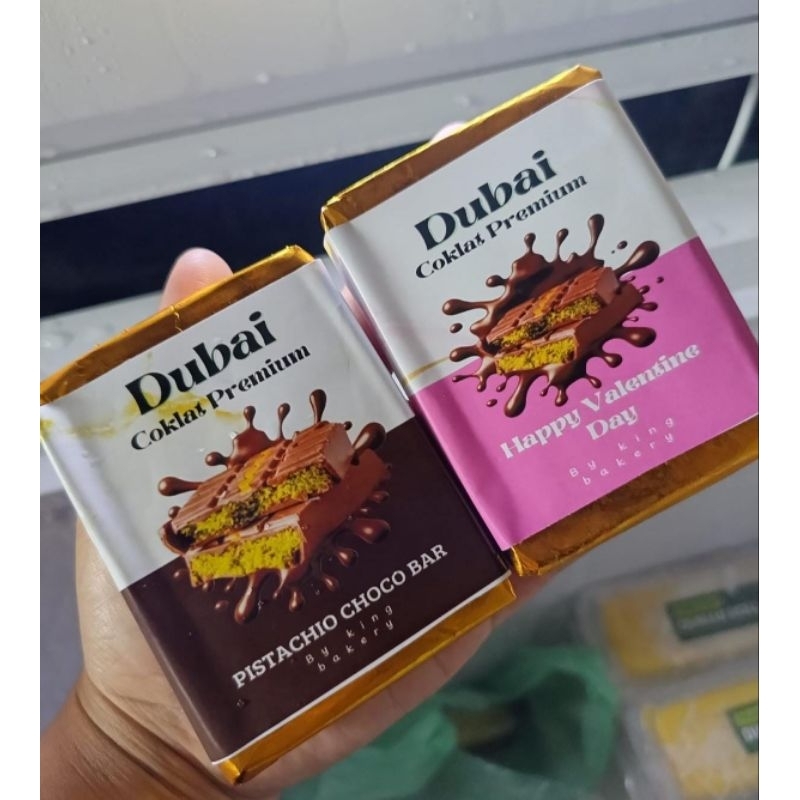 Dubai
Coklat Premium
PISTACHIO CHOCO BAR
By king
bakery
Dubai
Coklat Premium
Happy Valentine
Day
By king
bakery